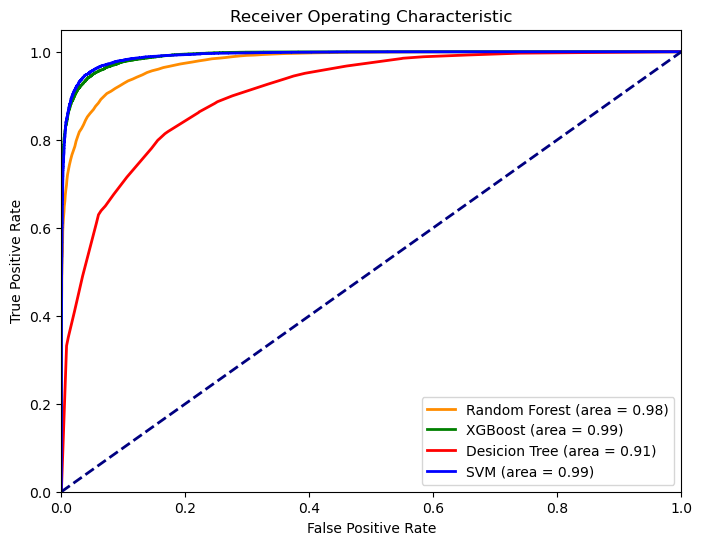 Receiver Operating Characteristic
True Positive Rate
1.0
0.8
0.6
0.4
0.2
0.0
0.0 0.2 0.4 0.6 0.8 1.0
False Positive Rate
Random Forest (area = 0.98)
XGBoost (area = 0.99)
Desicion Tree (area = 0.91)
SVM (area = 0.99)